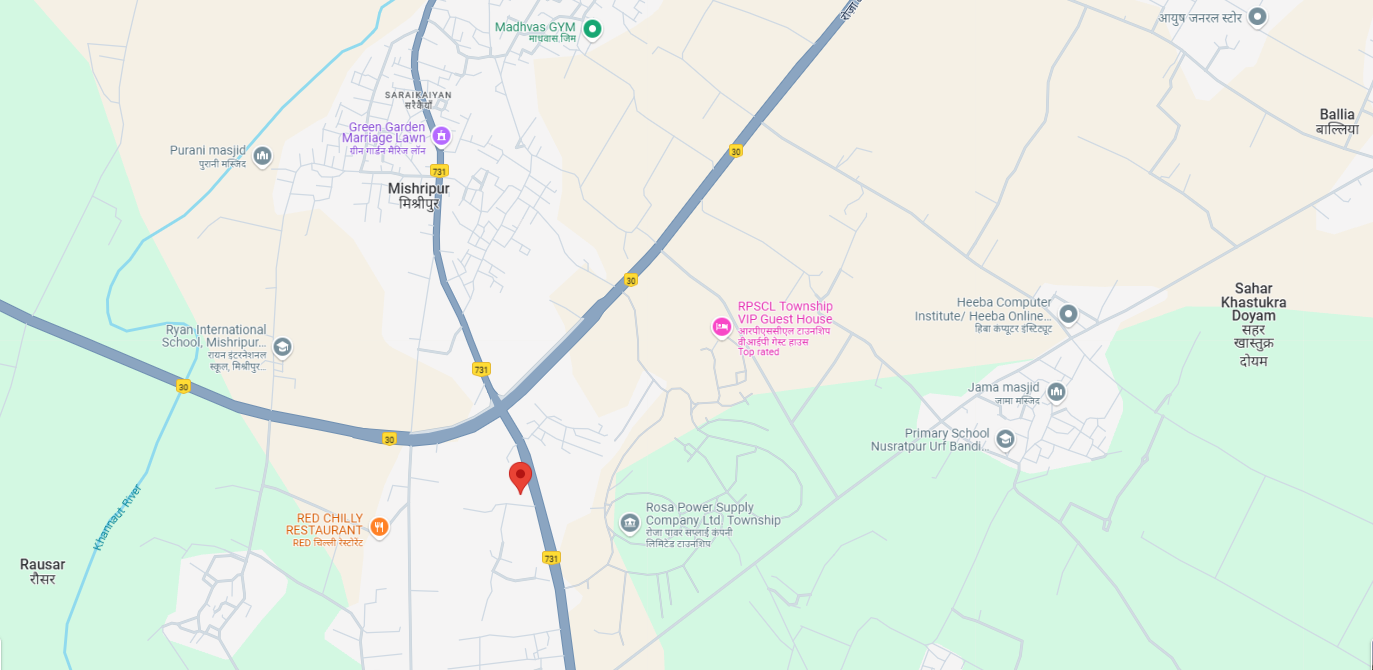 Madhvas GYM
माधवास जिम
आयुष जनरल स्टोर
SARAIKAIYAN
सरैकैयाँ
Ballia
बाल्लिया
Green Garden
Marriage Lawn
ग्रीन गार्डन मैरिज लॉन
Purani masjid
पुरानी मस्जिद
30
731
Mishripur
मिश्रीपुर
30
Sahar
Khastukra
Doyam
सहर
खास्तुक्र
दोयम
Heeba Computer
Institute/ Heeba Online...
हिबा कंप्यूटर इंस्टिट्यूट
RPSCL Township
VIP Guest House
आरपीएससीएल टाउनशिप
वीआईपी गेस्ट हाउस
Top rated
Ryan International
School, Mishripur...
रायन इंटरनेशनल
स्कूल, मिश्रीपुर...
731
30
Jama masjid
जामा मस्जिद
30
Primary School
Nusratpur Urf Bandi...
Khannaut River
RED CHILLY
RESTAURANT
RED चिल्ली रेस्टोरेंट
Rosa Power Supply
Company Ltd. Township
रोजा पावर सप्लाई कंपनी
लिमिटेड टाउनशिप
731
Rausar
रौसर